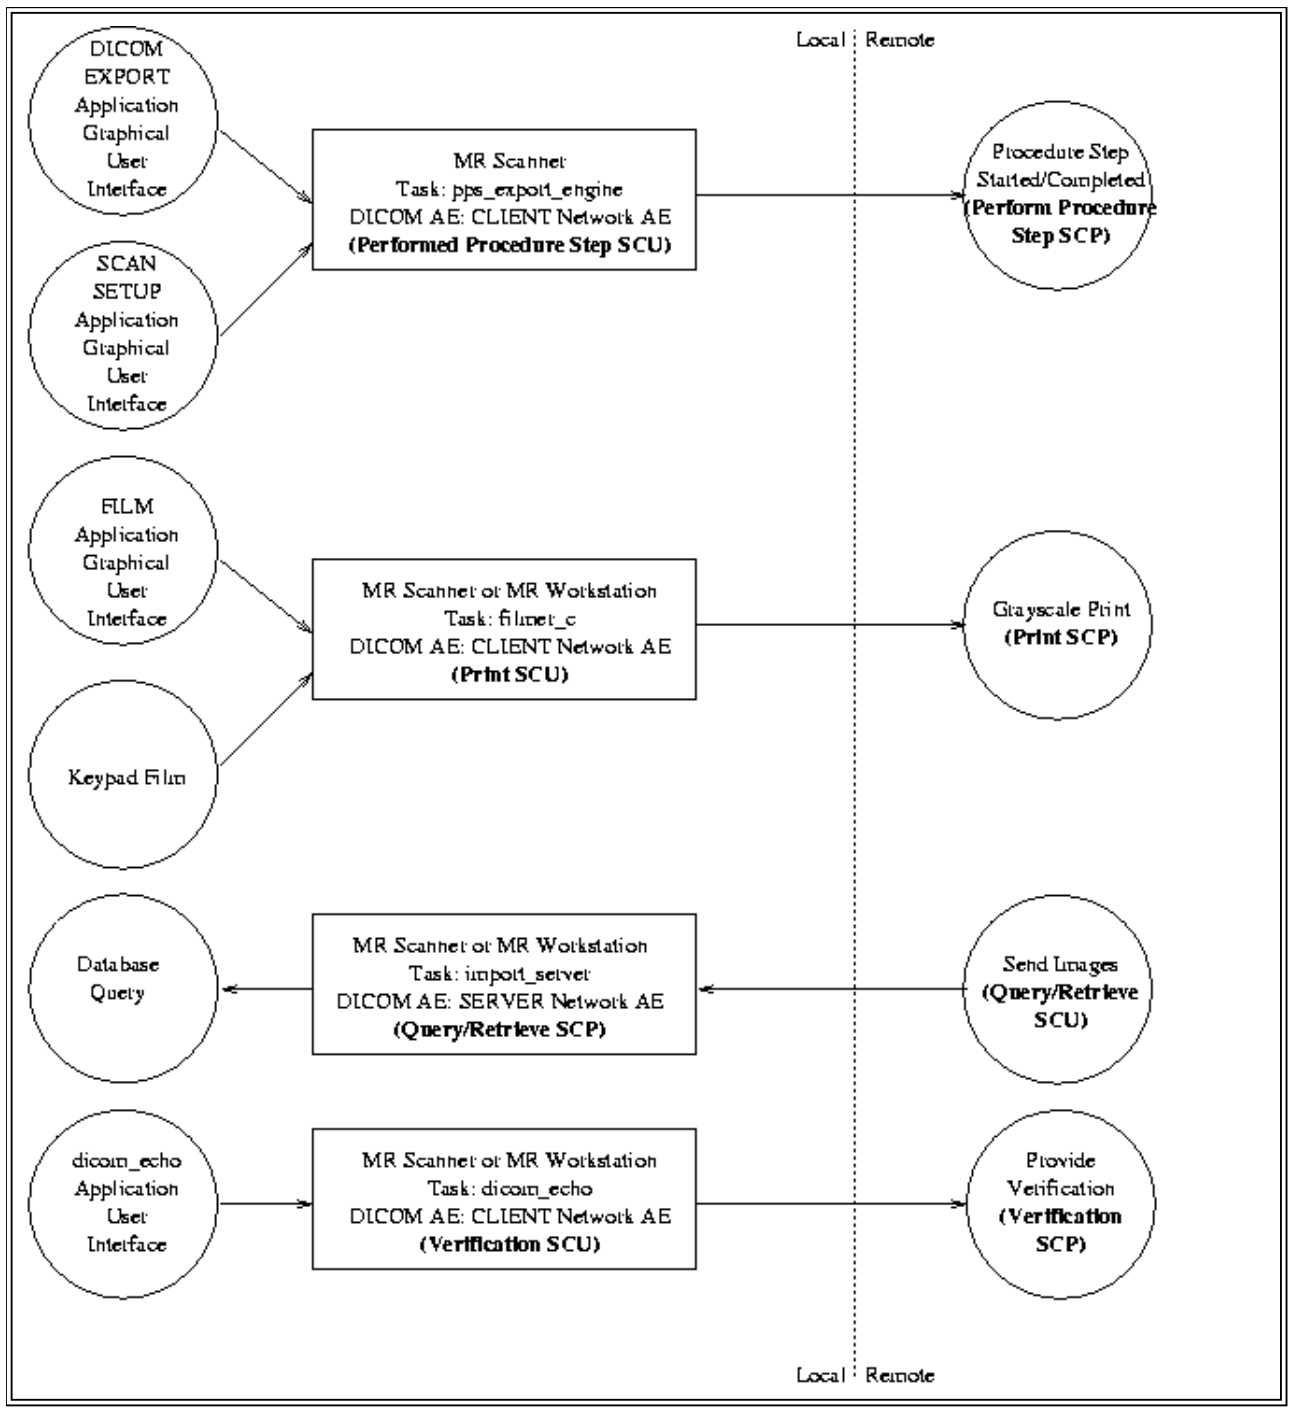 Local Remote
DICOM
EXPORT
Application
Graphical
User
Interface
MR Scanner
Task: pps_export_engine
DICOM AE: CLIENT Network AE
(Performed Procedure Step SCU)
Procedure Step
Started/Completed
(Perform Procedure
Step SCP)
SCAN
SETUP
Application
Graphical
User
Interface
FILM
Application
Graphical
User
Interface
MR Scanner or MR Workstation
Task: filmet_c
DICOM AE: CLIENT Network AE
(Print SCU)
Grayscale Print
(Print SCP)
Keypad Film
Database
Query
MR Scanner or MR Workstation
Task: import_server
DICOM AE: SERVER Network AE
(Query/Retrieve SCP)
Send Images
(Query/Retrieve
SCU)
dicom_echo
Application
User
Interface
MR Scanner or MR Workstation
Task: dicom_echo
DICOM AE: CLIENT Network AE
(Verification SCU)
Provide
Verification
(Verification
SCP)
Local Remote